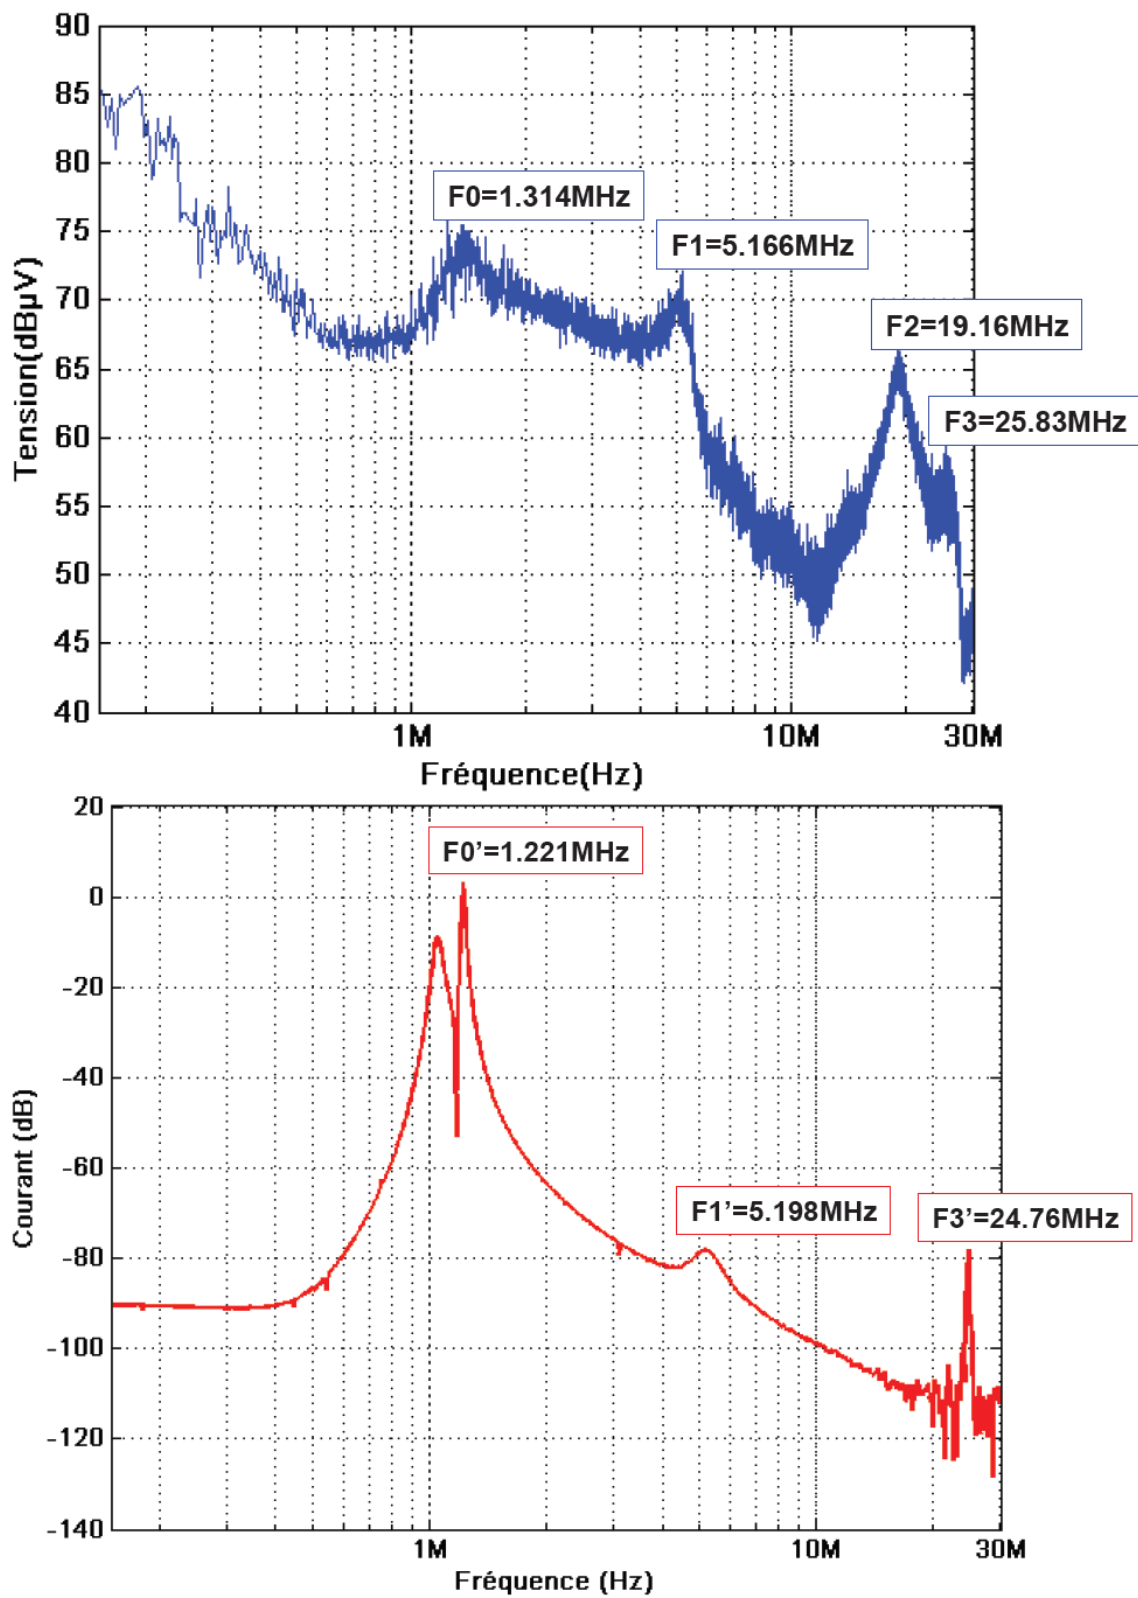 90
85
80
75
70
65
60
55
50
45
40
Tension(dBµV)
F0=1.314MHz
F1=5.166MHz
F2=19.16MHz
F3=25.83MHz
1M
10M
30M
Fréquence(Hz)
20
0
-20
-40
-60
-80
-100
-120
-140
Courant (dB)
F0’=1.221MHz
F1’=5.198MHz
F3’=24.76MHz
1M
10M
30M
Fréquence (Hz)